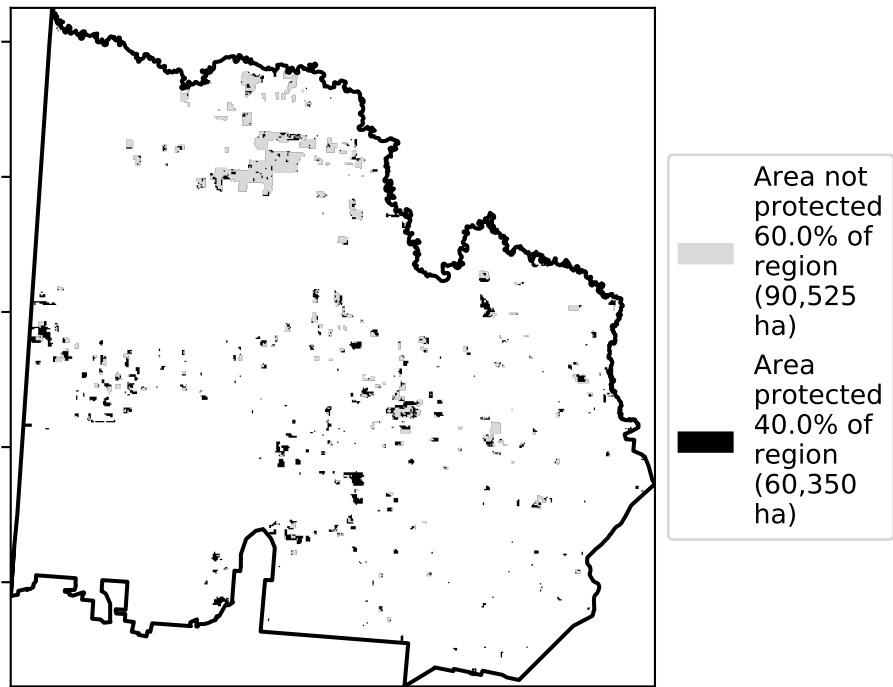 Area not
protected
60.0% of
region
(90,525
ha)
Area
protected
40.0% of
region
(60,350
ha)